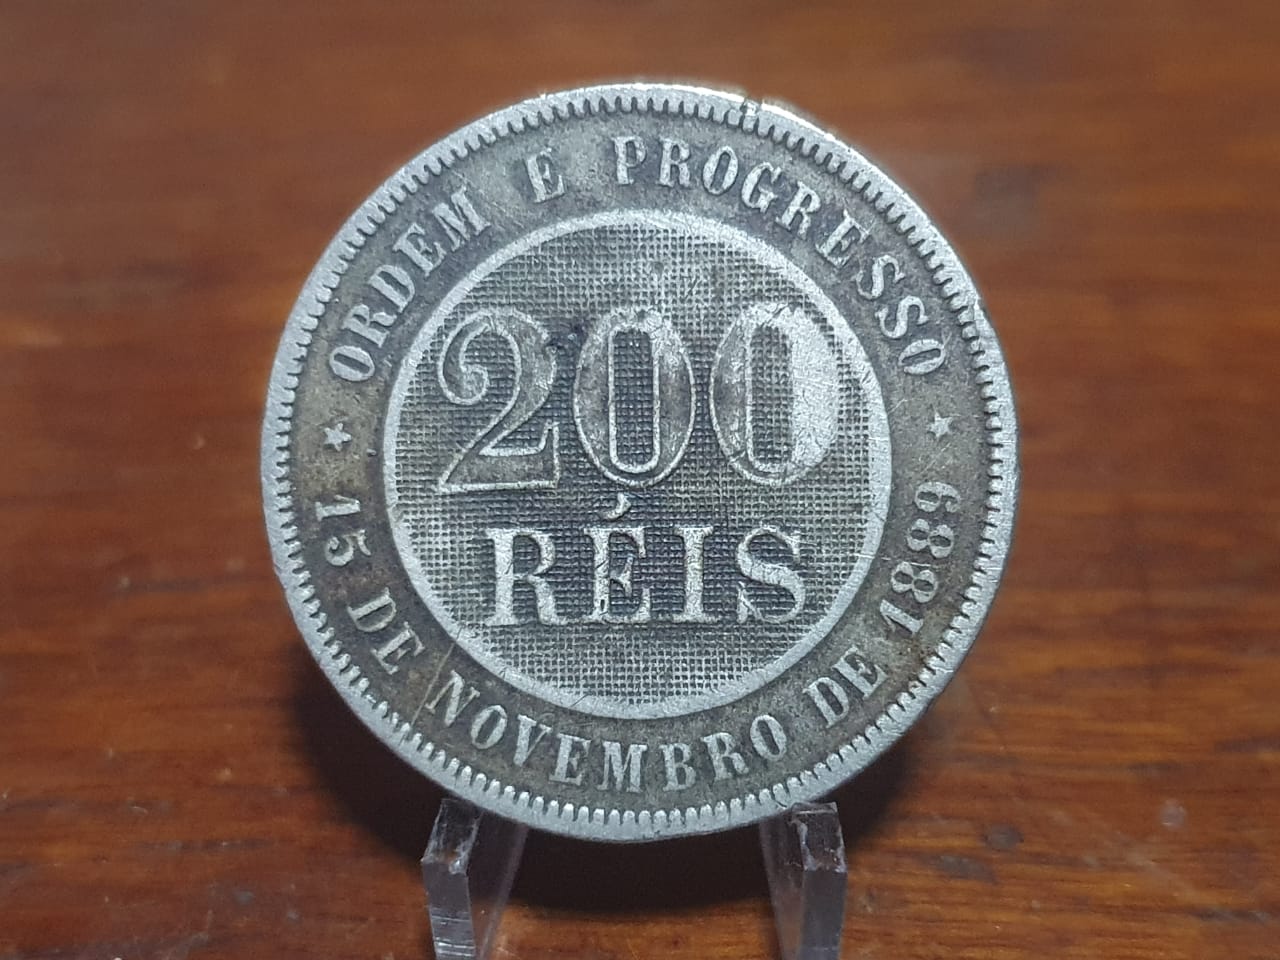 ORDEM E PROGRESSO
200
RÉIS
15 DE NOVEMBRO DE 1889